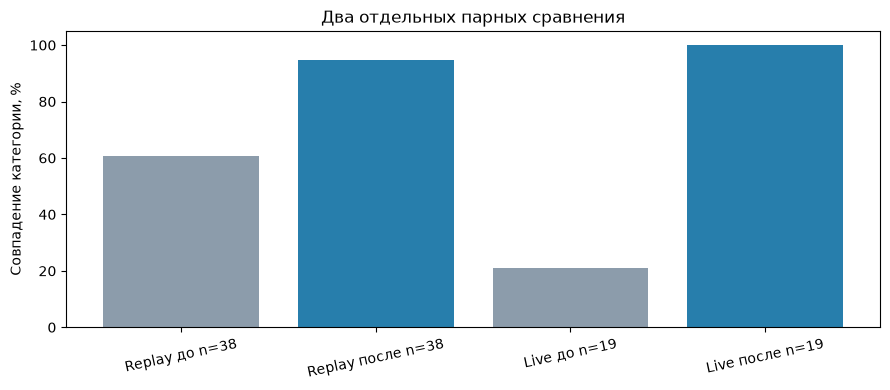 Два отдельных парных сравнения
Совпадение категории, %
100
80
60
40
20
0
Replay до n=38
Replay после n=38
Live до n=19
Live после n=19